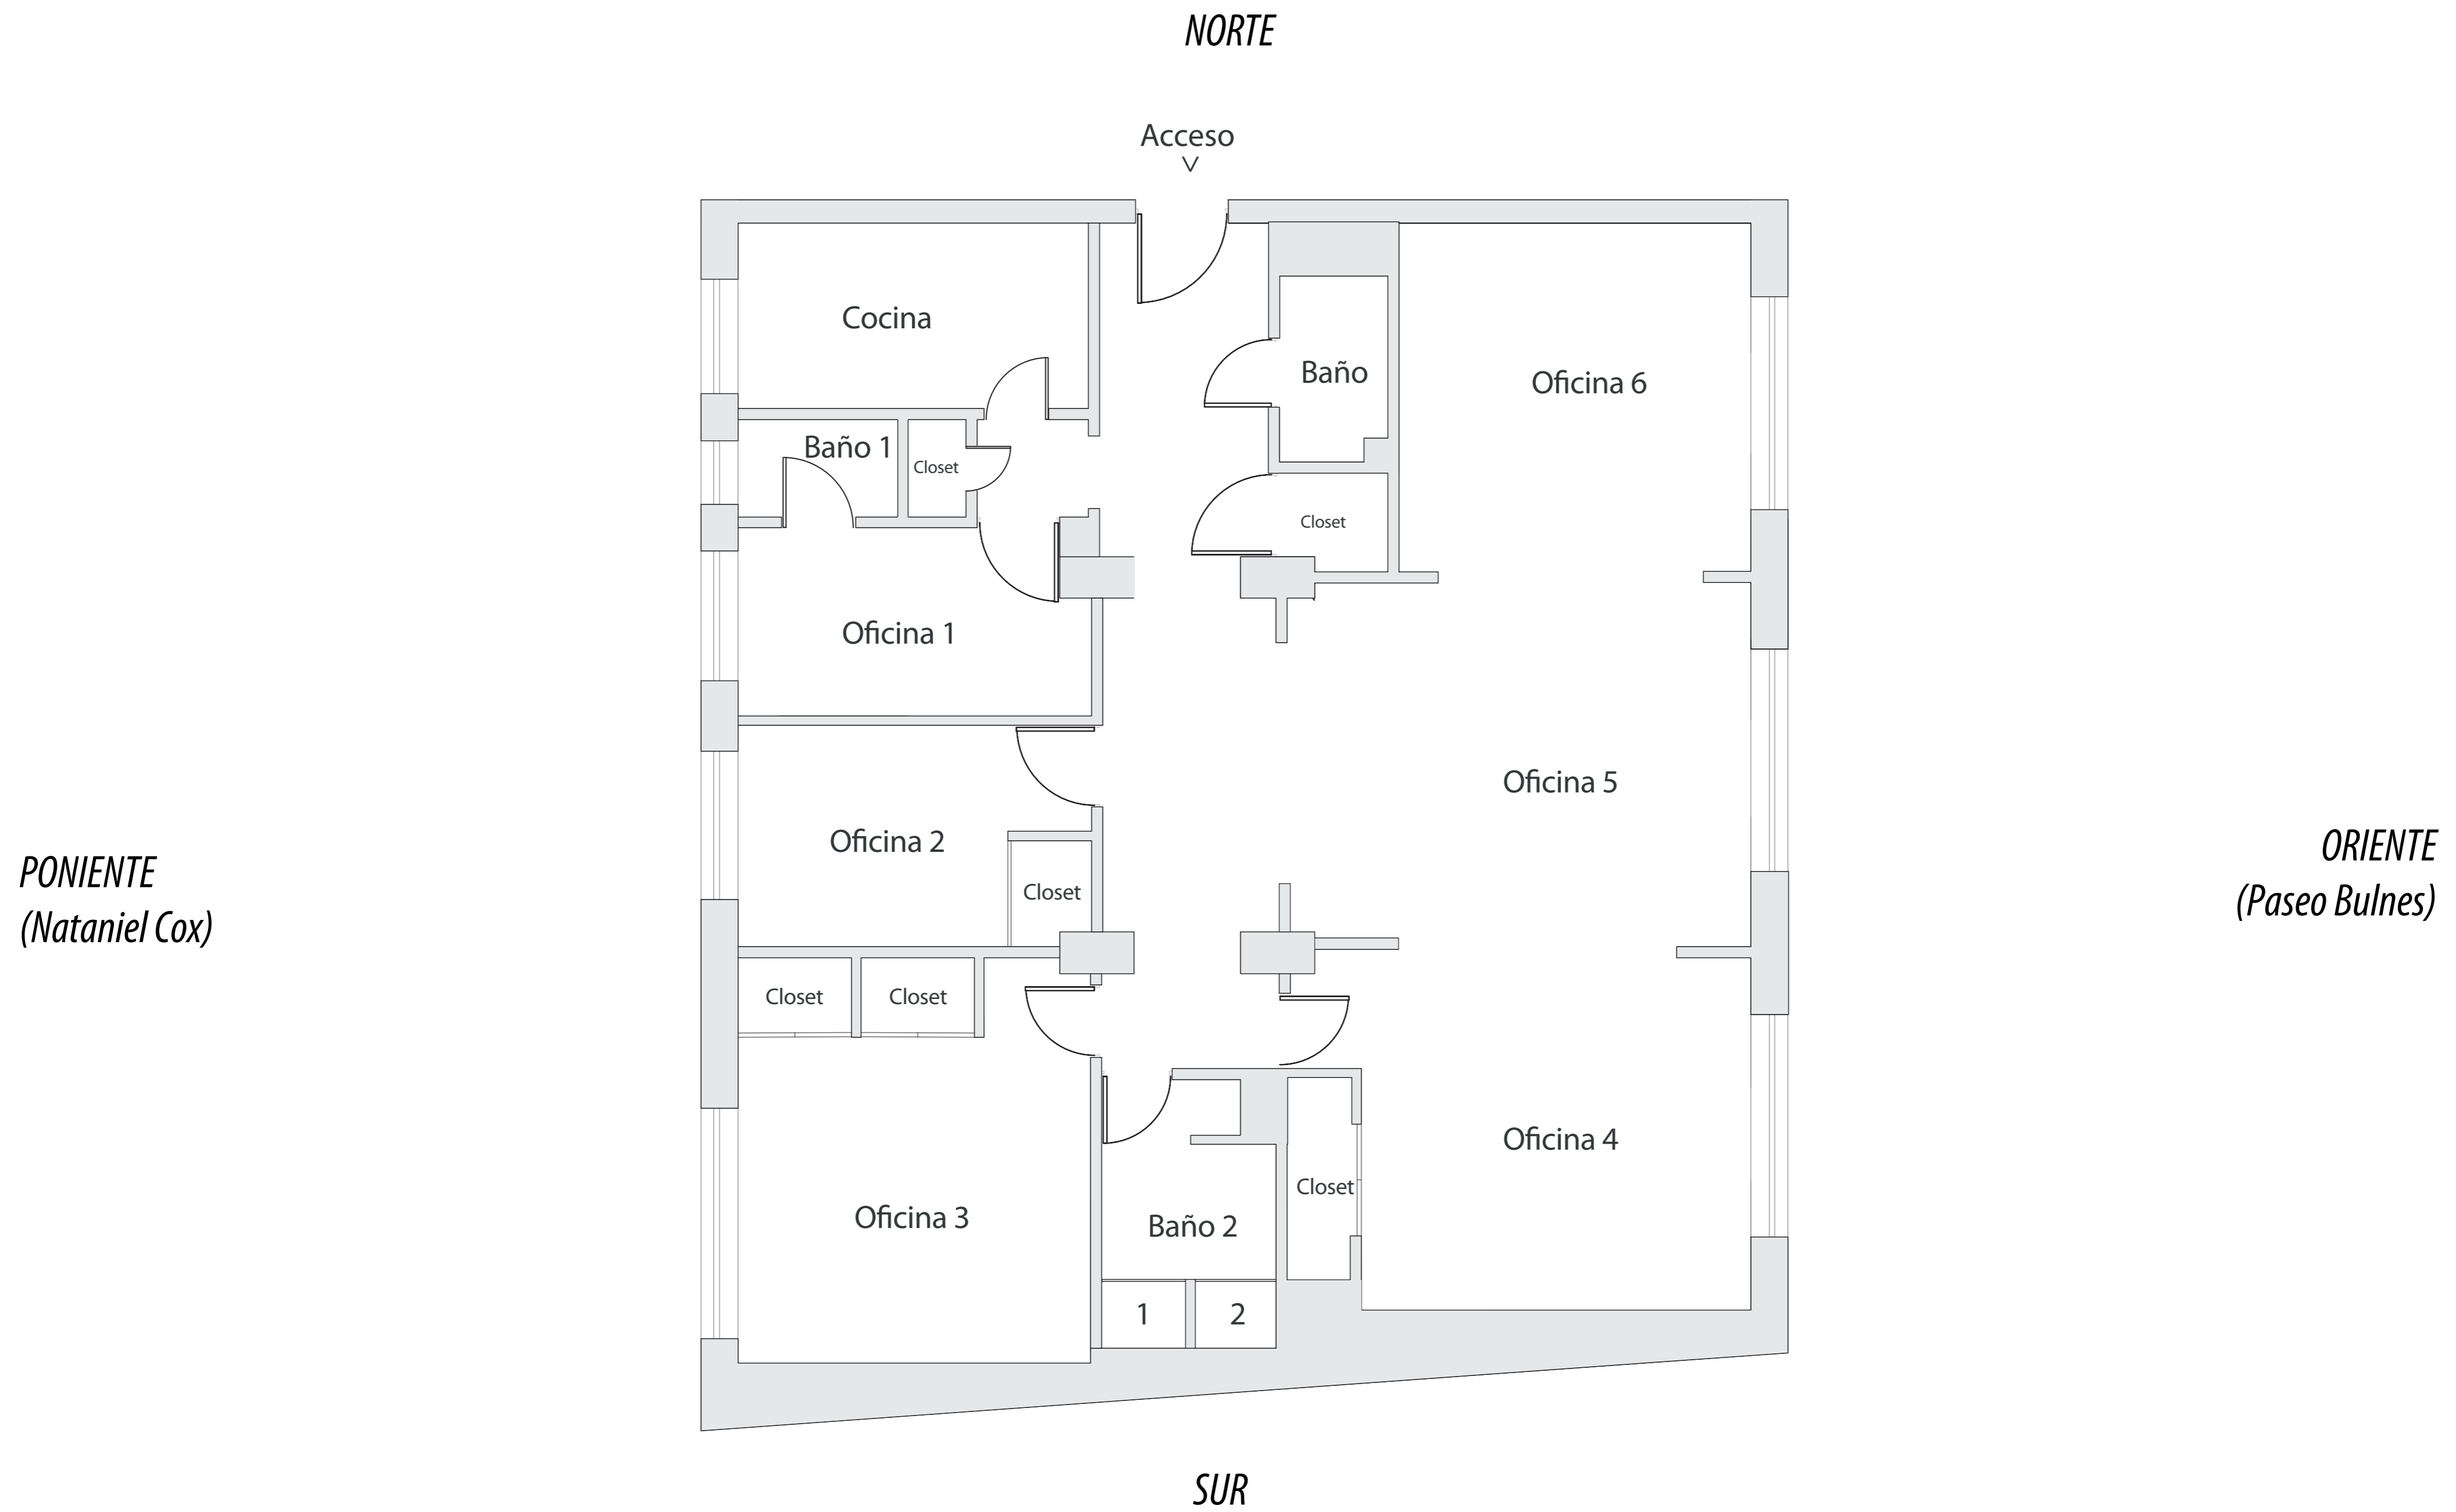 NORTE
Acceso
Cocina
Baño
Oficina 6
Baño 1
Closet
Closet
Oficina 1
Oficina 5
Oficina 2
Closet
PONIENTE
(Nataniel Cox)
ORIENTE
(Paseo Bulnes)
Closet
Closet
Oficina 4
Closet
Oficina 3
Baño 2
1
2
SUR